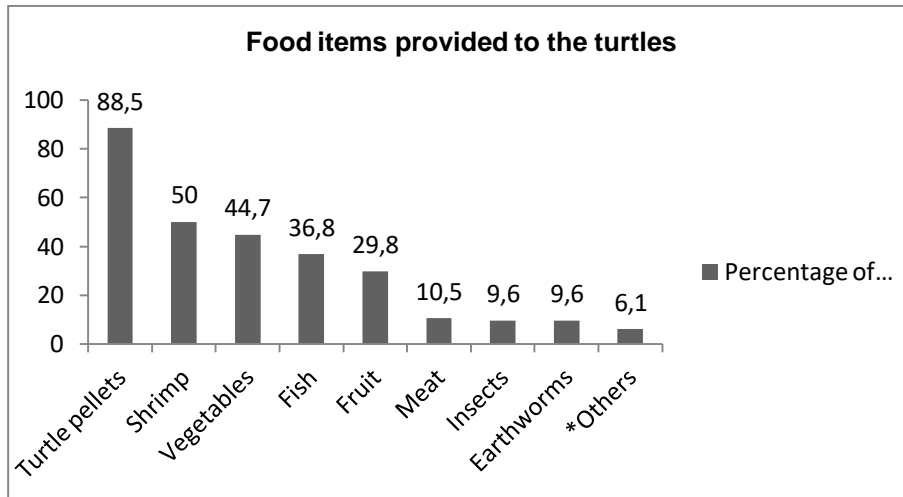 Food items provided to the turtles
100
80
60
40
20
0
88,5
50
44,7
36,8
29,8
10,5
9,6
9,6
6,1
Turtle pellets
Shrimp
Vegetables
Fish
Fruit
Meat
Insects
Earthworms
*Others
Percentage of...